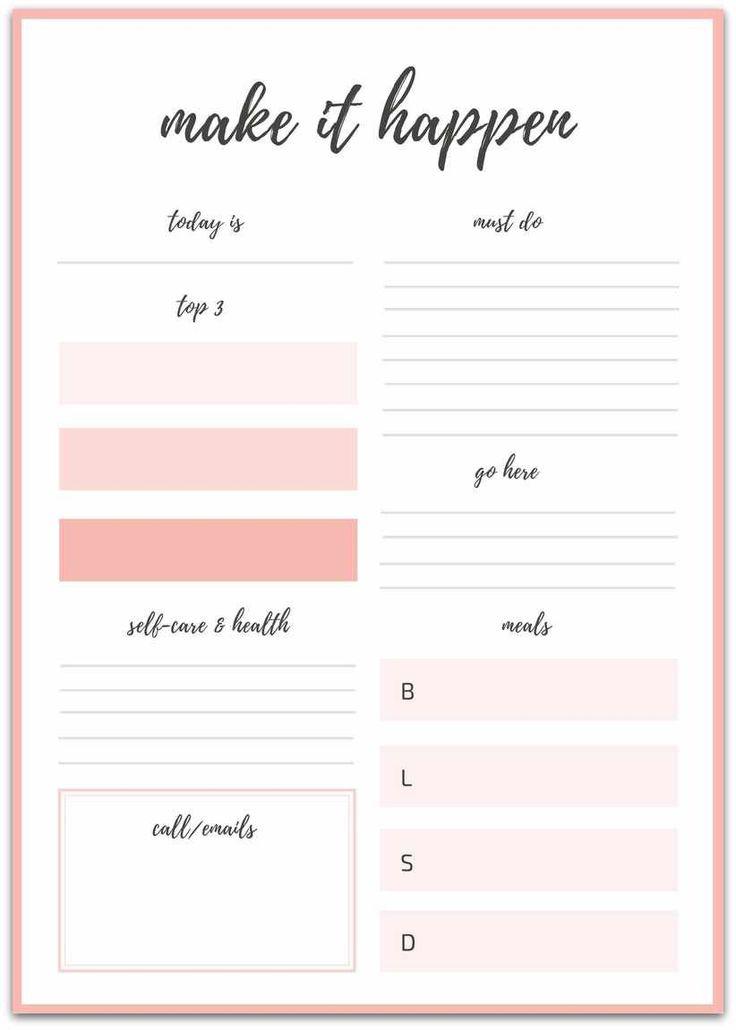 make it happen
today is
top 3
self-care & health
call/emails
must do
go here
meals
B
L
S
D